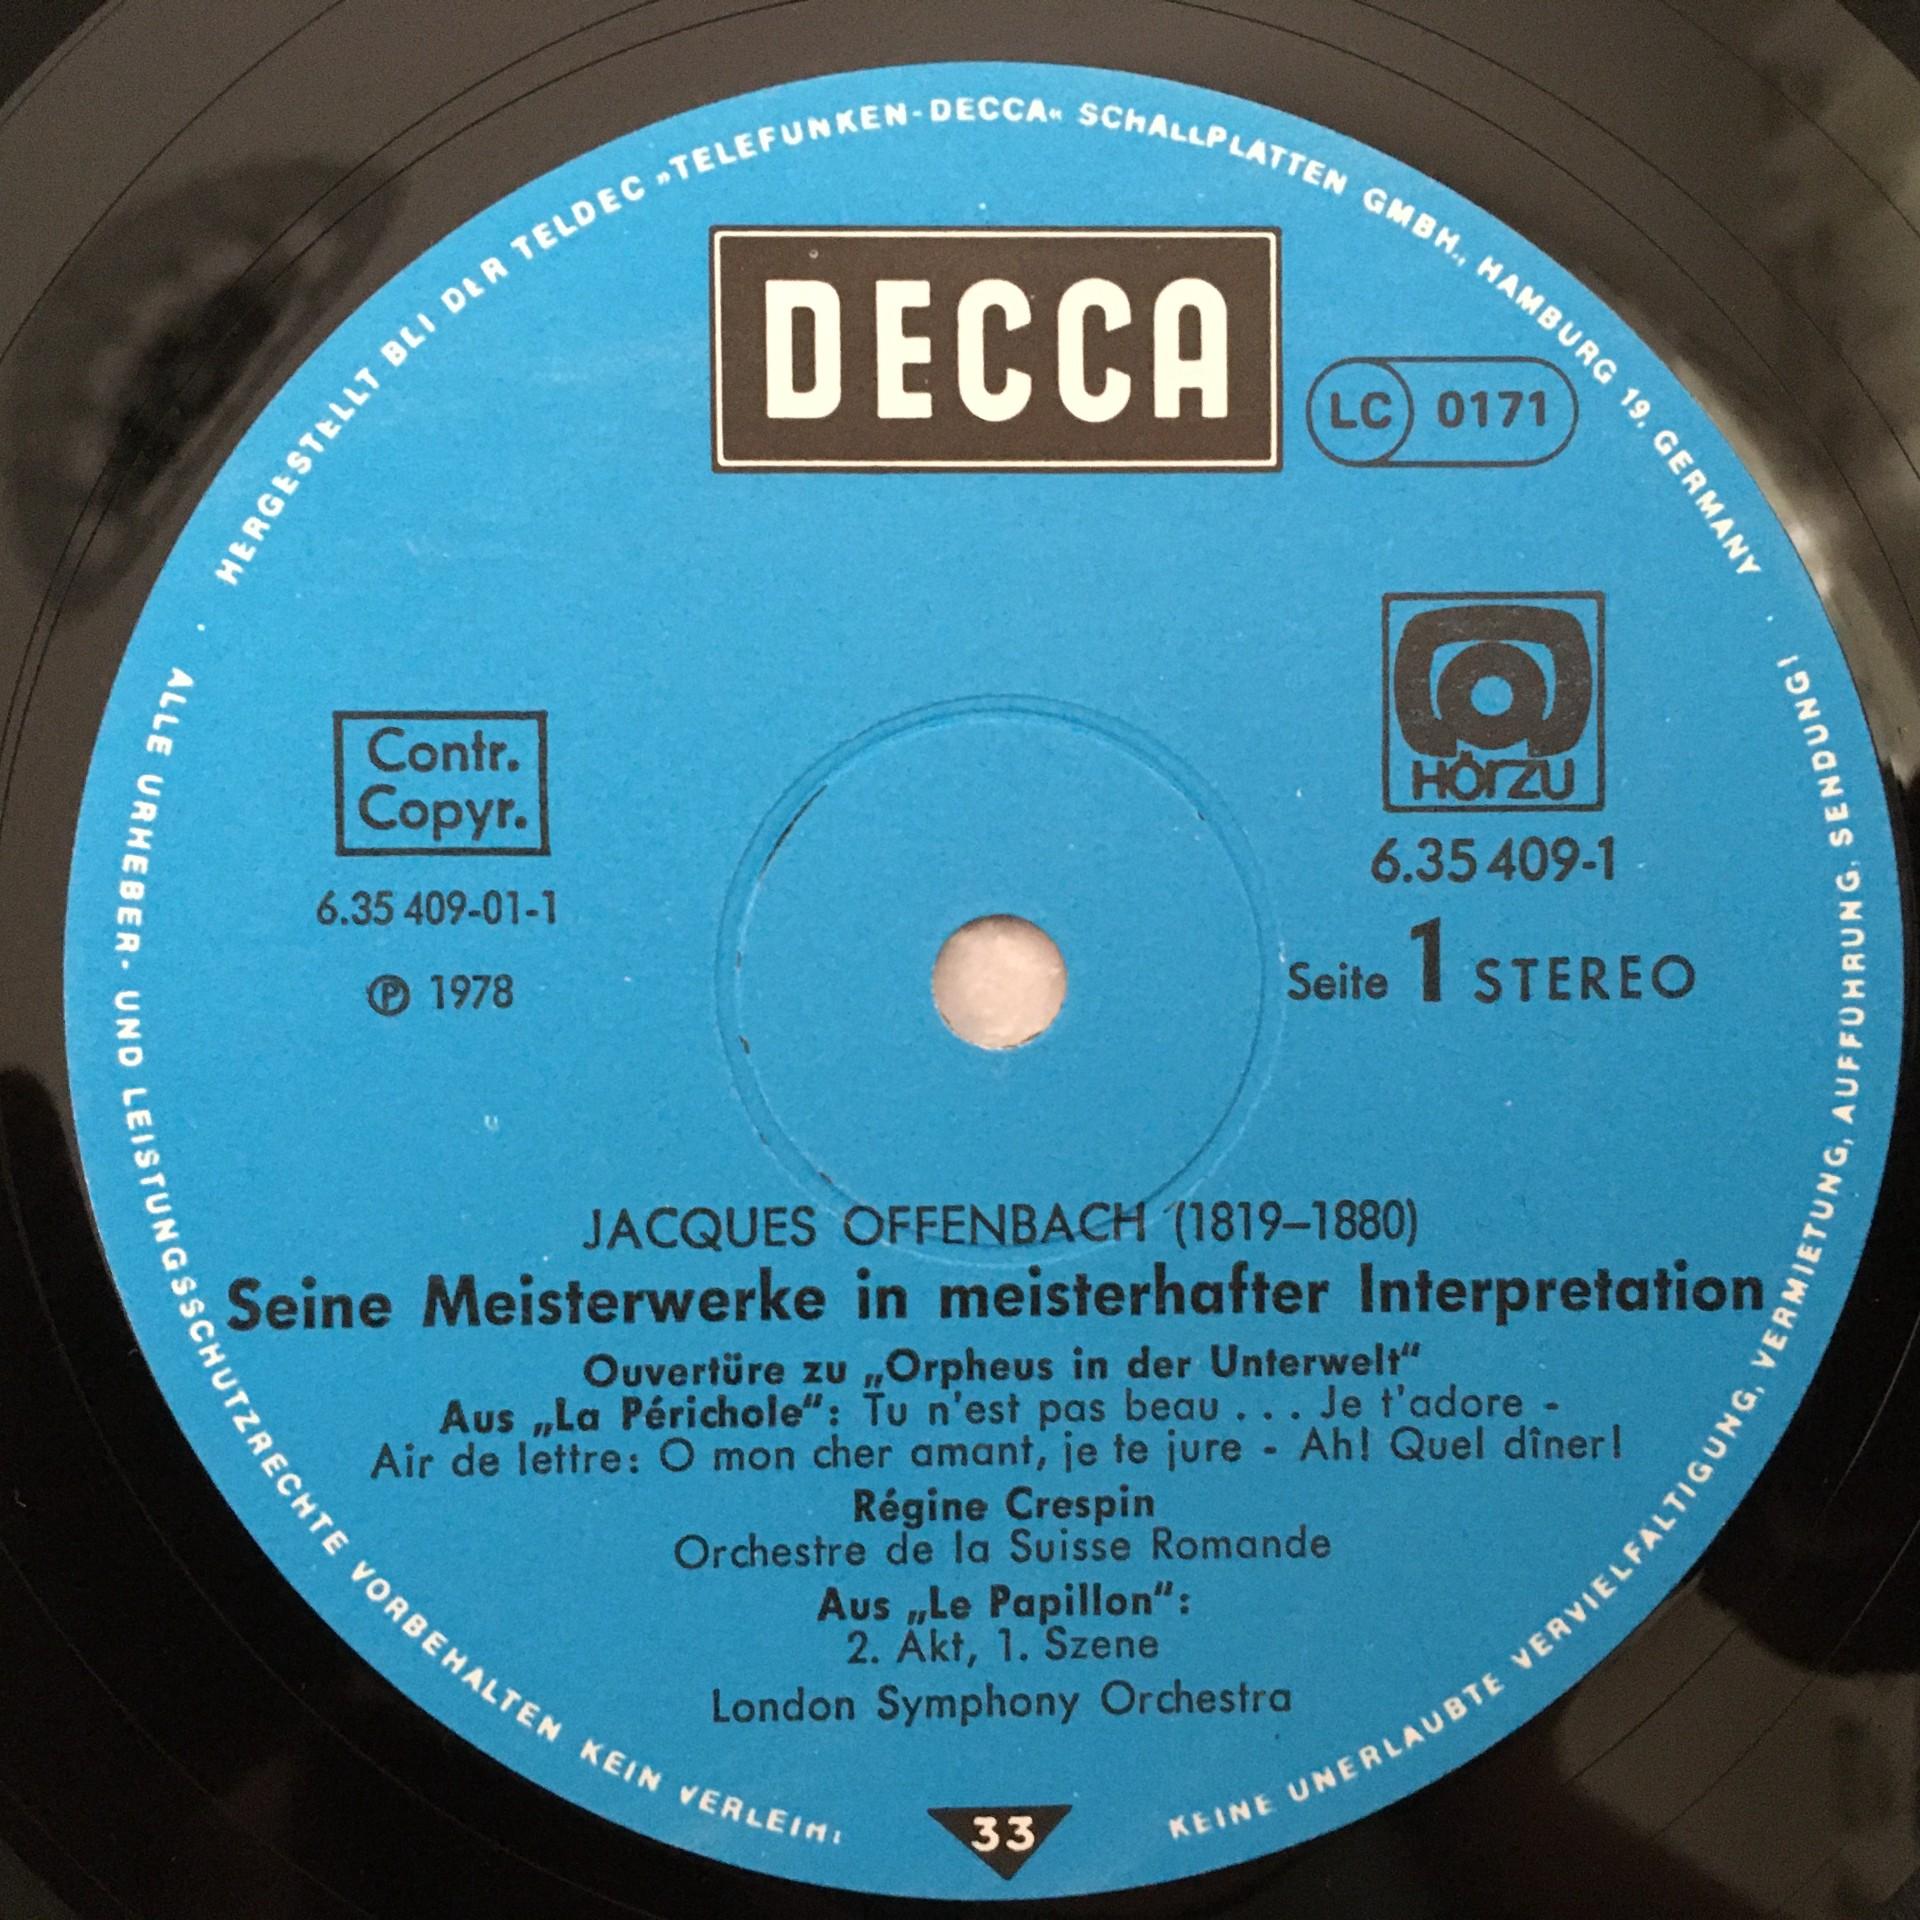 HERGESTELLT BEI DER TELDEC »TELEFUNKEN-DECCA« SCHALLPLATTEN GMBH., HAMBURG 19, GERMANY
DECCA
LC 0171
HÖRZU
Contr.
Copyr.
6.35 409-1
6.35 409-01-1
Seite 1 STEREO
℗ 1978
JACQUES OFFENBACH (1819–1880)
Seine Meisterwerke in meisterhafter Interpretation
Ouvertüre zu „Orpheus in der Unterwelt“
Aus „La Périchole“: Tu n'est pas beau . . . Je t'adore -
Air de lettre: O mon cher amant, je te jure - Ah! Quel dîner!
Régine Crespin
Orchestre de la Suisse Romande
Aus „Le Papillon“:
2. Akt, 1. Szene
London Symphony Orchestra
33
ALLE URHEBER- UND LEISTUNGSSCHUTZRECHTE VORBEHALTEN KEIN VERLEIH!
KEINE UNERLAUBTE VERVIELFÄLTIGUNG, VERMIETUNG, AUFFÜHRUNG, SENDUNG!